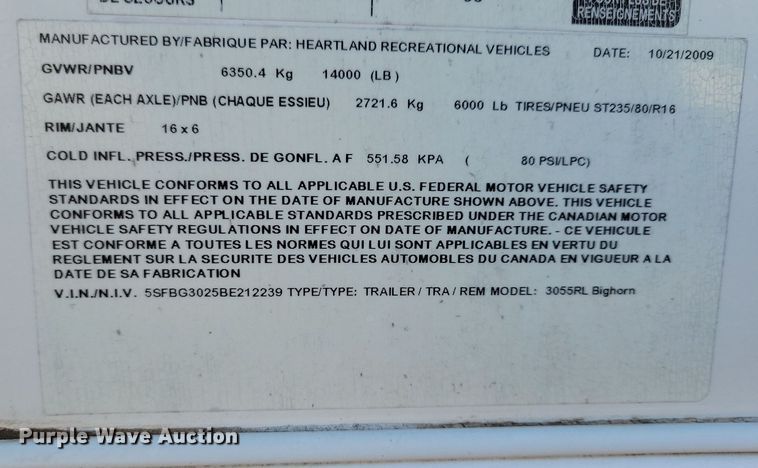 DE SECOURS
RENSEIGNEMENTS
MANUFACTURED BY/FABRIQUE PAR: HEARTLAND RECREATIONAL VEHICLES DATE: 10/21/2009
GVWR/PNBV 6350.4 Kg 14000 (LB )
GAWR (EACH AXLE)/PNB (CHAQUE ESSIEU) 2721.6 Kg 6000 Lb TIRES/PNEU ST235/80/R16
RIM/JANTE 16 x 6
COLD INFL. PRESS./PRESS. DE GONFL. A F 551.58 KPA ( 80 PSI/LPC)
THIS VEHICLE CONFORMS TO ALL APPLICABLE U.S. FEDERAL MOTOR VEHICLE SAFETY
STANDARDS IN EFFECT ON THE DATE OF MANUFACTURE SHOWN ABOVE. THIS VEHICLE
CONFORMS TO ALL APPLICABLE STANDARDS PRESCRIBED UNDER THE CANADIAN MOTOR
VEHICLE SAFETY REGULATIONS IN EFFECT ON DATE OF MANUFACTURE. - CE VEHICULE
EST CONFORME A TOUTES LES NORMES QUI LUI SONT APPLICABLES EN VERTU DU
REGLEMENT SUR LA SECURITE DES VEHICLES AUTOMOBILES DU CANADA EN VIGUEUR A LA
DATE DE SA FABRICATION
V.I.N./N.I.V. 5SFBG3025BE212239 TYPE/TYPE: TRAILER / TRA / REM MODEL: 3055RL Bighorn
Purple Wave Auction